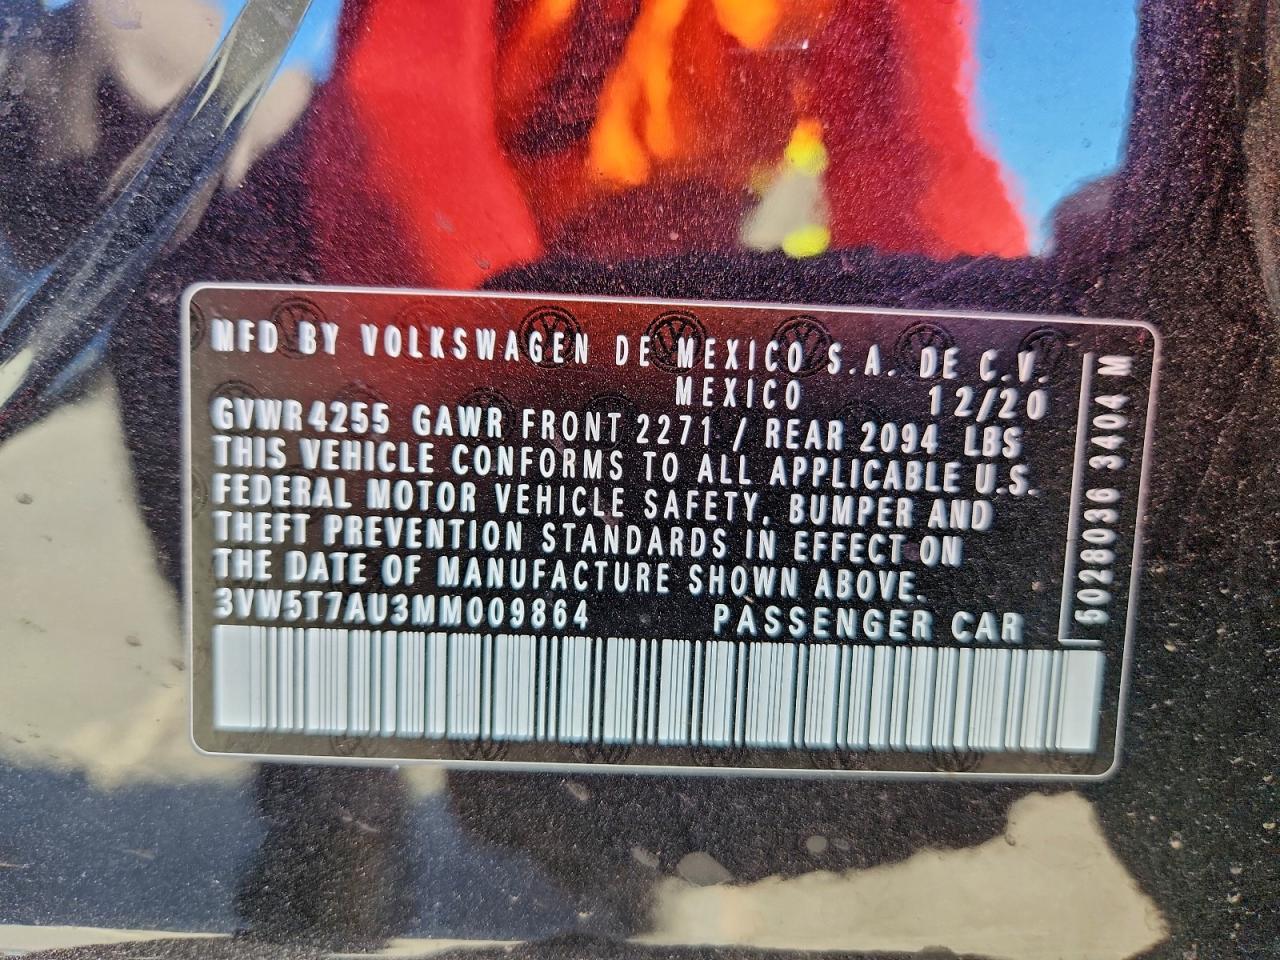 MFD BY VOLKSWAGEN DE MEXICO S.A. DE C.V.
MEXICO 12/20
GVWR 4255 GAWR FRONT 2271 / REAR 2094 LBS
THIS VEHICLE CONFORMS TO ALL APPLICABLE U.S.
FEDERAL MOTOR VEHICLE SAFETY, BUMPER AND
THEFT PREVENTION STANDARDS IN EFFECT ON
THE DATE OF MANUFACTURE SHOWN ABOVE.
3VW5T7AU3MM009864 PASSENGER CAR
5028036 3404 M